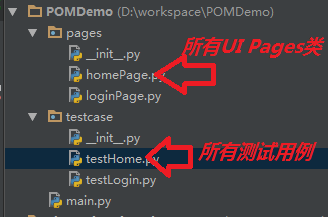 POMDemo (D:\workspace\POMDemo)
pages
__init__.py
所有UI Pages类
homePage.py
loginPage.py
testcase
__init__.py
所有测试用例
testHome.py
testLogin.py
main.py